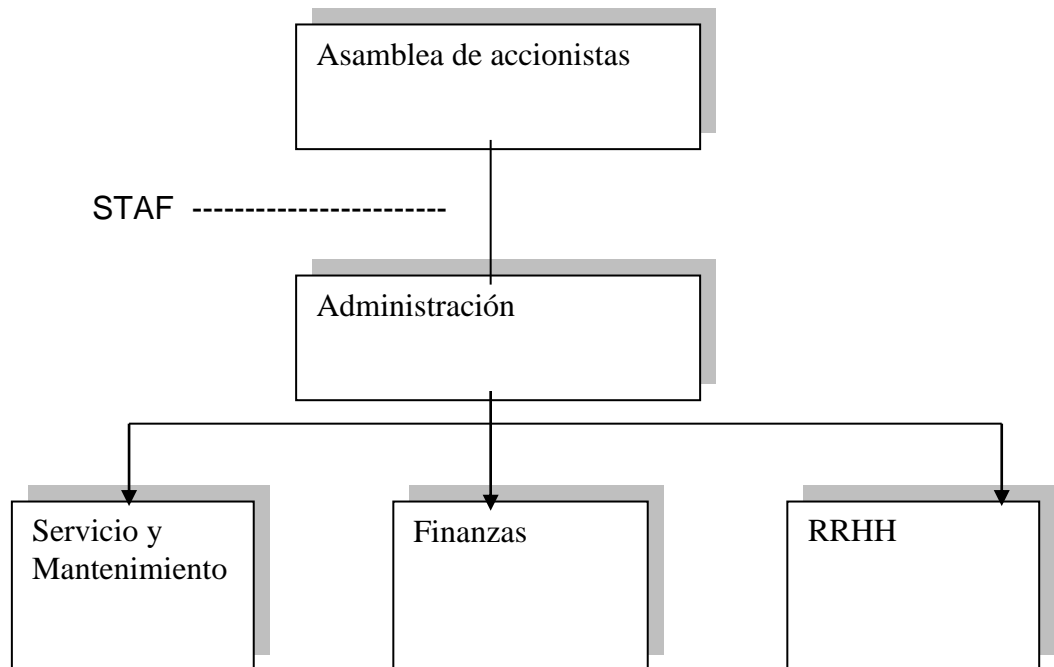 Asamblea de accionistas
STAF -----------------------
Administración
Servicio y
Mantenimiento
Finanzas
RRHH